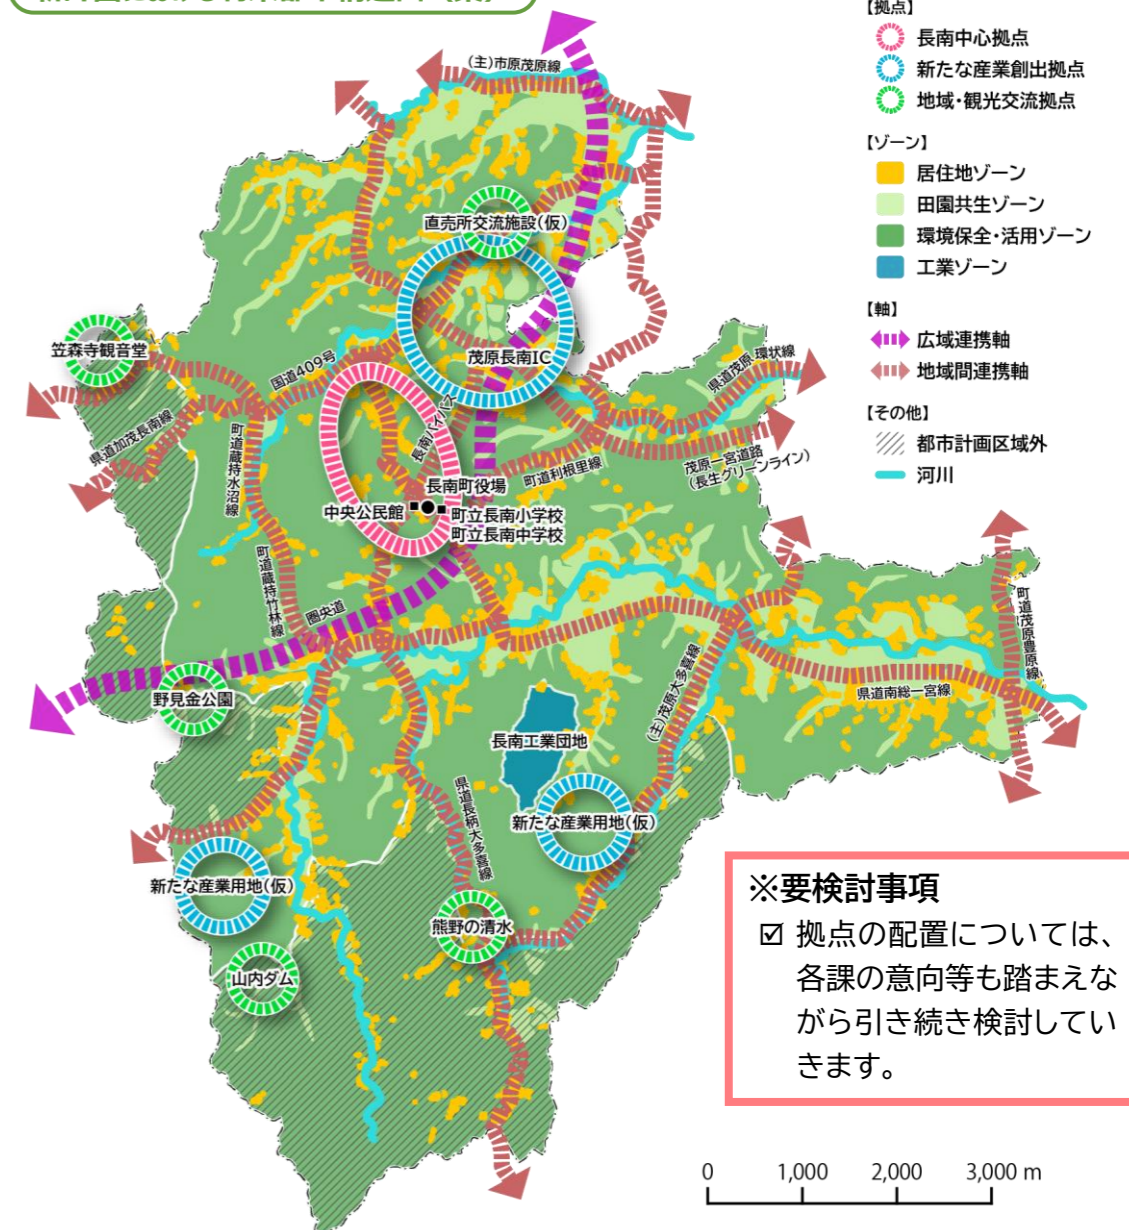 【拠点】
長南中心拠点
新たな産業創出拠点
地域・観光交流拠点
【ゾーン】
居住地ゾーン
田園共生ゾーン
環境保全・活用ゾーン
工業ゾーン
【軸】
広域連携軸
地域間連携軸
【その他】
都市計画区域外
河川
(主)市原茂原線
直売所交流施設(仮)
笠森寺観音堂
茂原長南IC
国道409号
県道茂原環状線
長南バイパス
県道加茂長南線
町道蔵持水沼線
町道利根里線
茂原一宮道路
(長生グリーンライン)
長南町役場
中央公民館
町立長南小学校
町立長南中学校
町道蔵持竹林線
圏央道
町道茂原豊原線
野見金公園
県道南総一宮線
(主)茂原大多喜線
長南工業団地
県道長柄大多喜線
新たな産業用地(仮)
新たな産業用地(仮)
熊野の清水
山内ダム
※要検討事項
☑ 拠点の配置については、
各課の意向等も踏まえな
がら引き続き検討してい
きます。
0 1,000 2,000 3,000 m